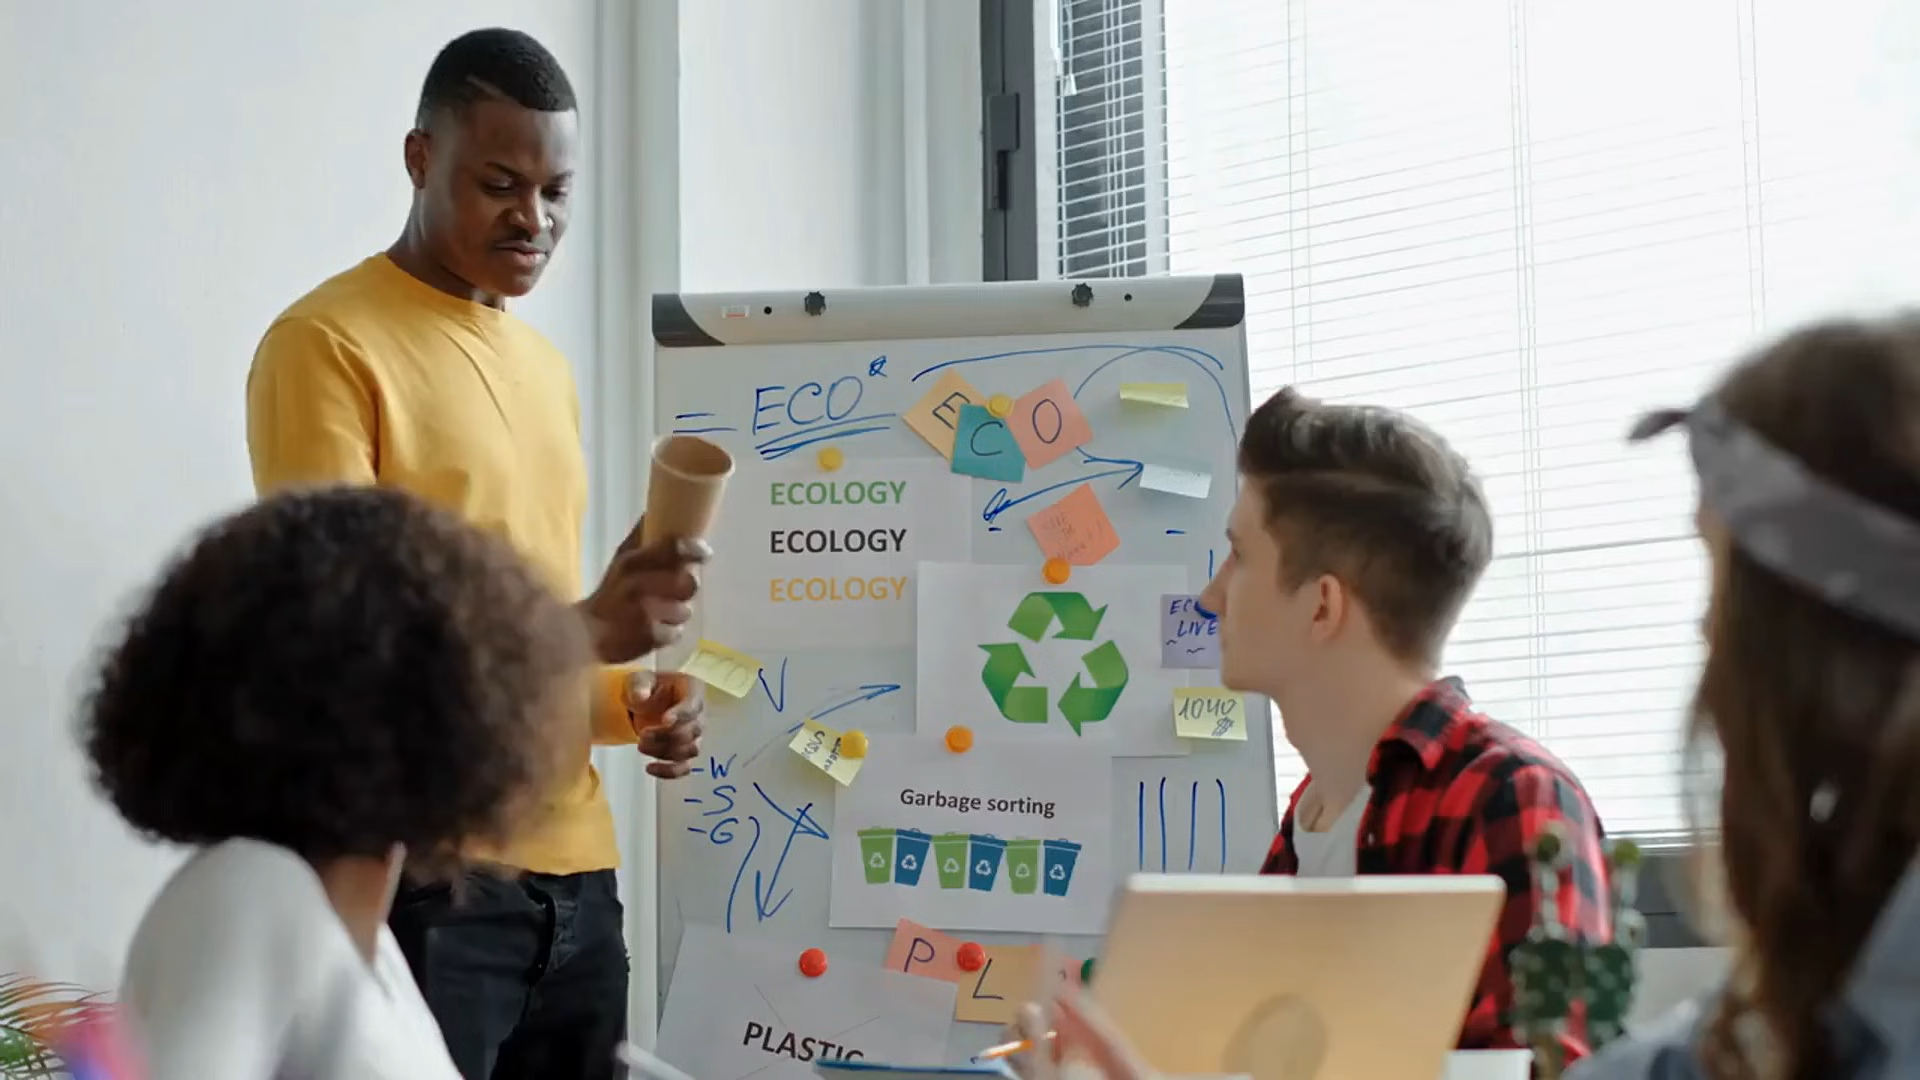 = ECO
E C O
ECOLOGY
ECOLOGY
ECOLOGY
LIVE
1040 $
- W
- S
- G
Garbage sorting
P L
PLASTIC